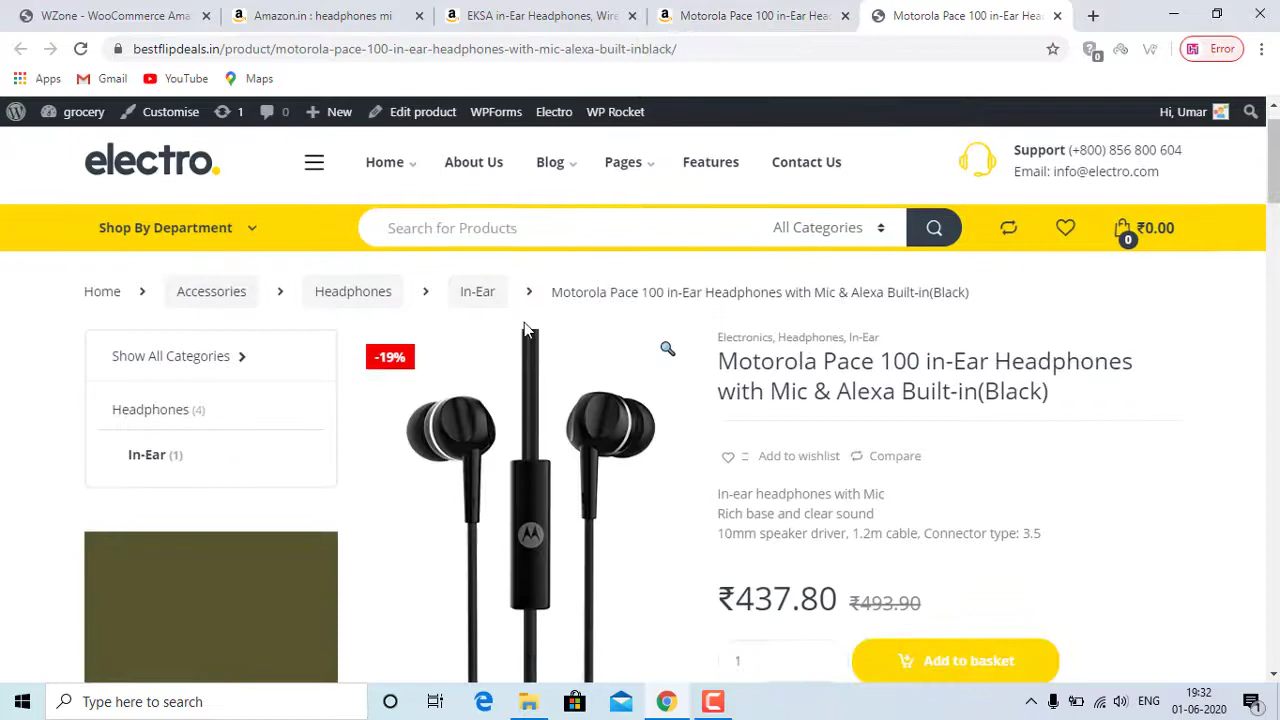 WZone - WordPress A
Amazon.in : headphones mi
EKSA in-Ear headphones, Wire
Motorola Pace 100 in-Ear Head
Motorola Pace 100 in-Ear Hea
bestflipdeals.in/product/motorola-pace-100-in-ear-headphones-with-mic-alexa-built-inblack/
Error
Apps Gmail YouTube Maps
grocery Customise 1 0 New Edit product WPForms Electro WP Rocket Hi, Umar
electro.
Home About Us Blog Pages Features Contact Us
Support (+800) 856 800 604
Email: info@electro.com
Shop By Department Search for Products All Categories 0 ₹0.00
Home Accessories Headphones In-Ear Motorola Pace 100 in-Ear Headphones with Mic & Alexa Built-in(Black)
Show All Categories
Headphones (4)
In-Ear (1)
-19%
Electronics, Headphones, In-Ear
Motorola Pace 100 in-Ear Headphones
with Mic & Alexa Built-in(Black)
Add to wishlist Compare
In-ear headphones with Mic
Rich base and clear sound
10mm speaker driver, 1.2m cable, Connector type: 3.5
₹437.80 ₹493.90
1 Add to basket
Type here to search ENG 19:32
01-06-2020 1